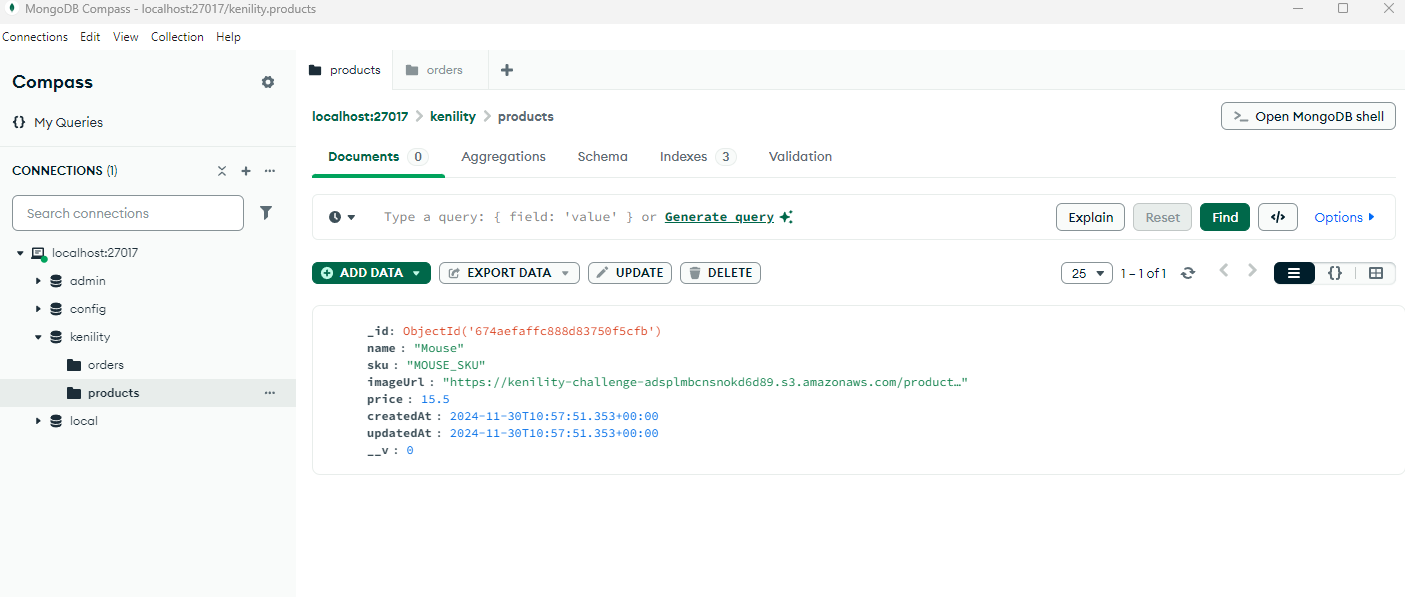 MongoDB Compass - localhost:27017/kenility.products
Connections Edit View Collection Help
Compass
{} My Queries
CONNECTIONS (1)
Search connections
localhost:27017
admin
config
kenility
orders
products
local
products orders
localhost:27017 > kenility > products
>_ Open MongoDB shell
Documents 0 Aggregations Schema Indexes 3 Validation
Type a query: { field: 'value' } or Generate query
Explain Reset Find </> Options
ADD DATA EXPORT DATA UPDATE DELETE
25 1 – 1 of 1 {}
_id: ObjectId('674aefaffc888d83750f5cfb')
name : "Mouse"
sku : "MOUSE_SKU"
imageUrl : "https://kenility-challenge-adsplmbcnsnokd6d89.s3.amazonaws.com/product…"
price : 15.5
createdAt : 2024-11-30T10:57:51.353+00:00
updatedAt : 2024-11-30T10:57:51.353+00:00
__v : 0